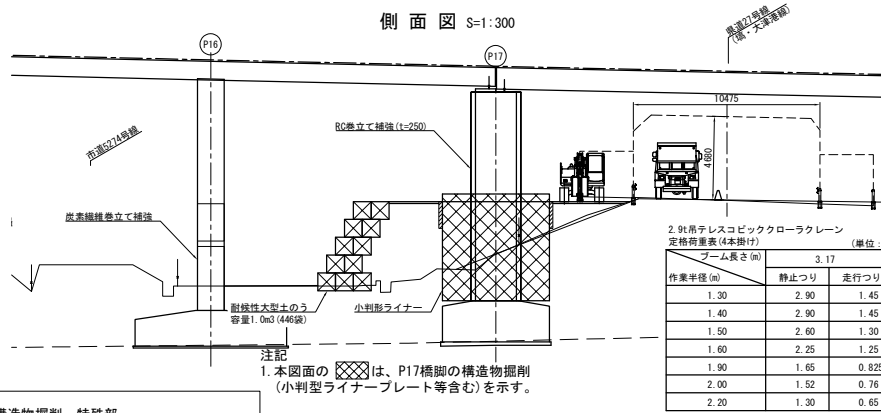 側面図 S=1:300
P16
P17
県道27号線
(塙・大津港線)
10475
4680
市道5274号線
RC巻立て補強(t=250)
炭素繊維巻立て補強
耐候性大型土のう
容量1.0m3(446袋)
小判形ライナー
注記
1.本図面の は、P17橋脚の構造物掘削
(小判型ライナープレート等含む)を示す。
2.9t吊テレスコピッククローラクレーン
定格荷重表(4本掛け) (単位:
ブーム長さ(m) 3.17
作業半径(m) 静止つり 走行つり
1.30 2.90 1.45
1.40 2.90 1.45
1.50 2.60 1.30
1.60 2.25 1.25
1.90 1.65 0.825
2.00 1.52 0.76
2.20 1.30 0.65
構造物掘削 特殊部